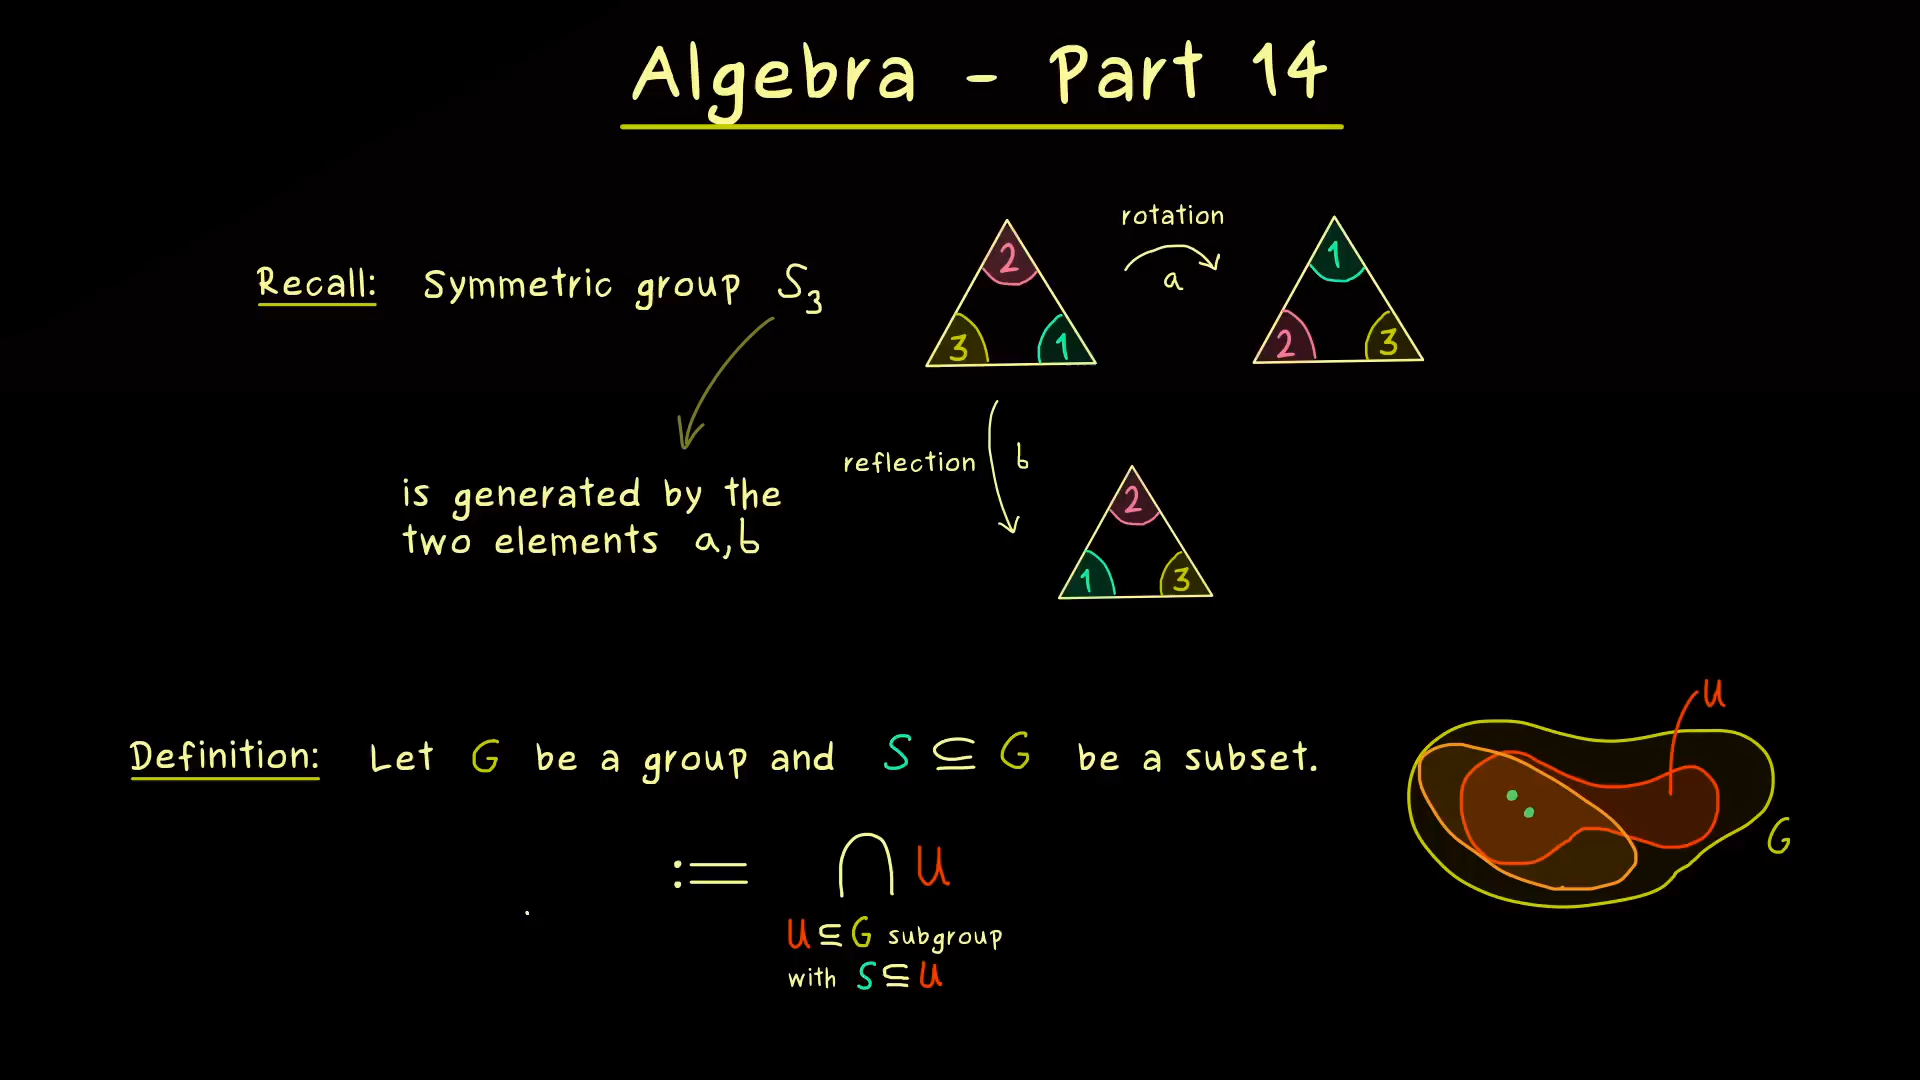 Algebra - Part 14
Recall: Symmetric group S₃
is generated by the
two elements a, b
2
3 1
rotation
a
1
2 3
reflection b
2
1 3
Definition: Let G be a group and S ⊆ G be a subset.
:= ⋂ U
U ⊆ G subgroup
with S ⊆ U
U
G